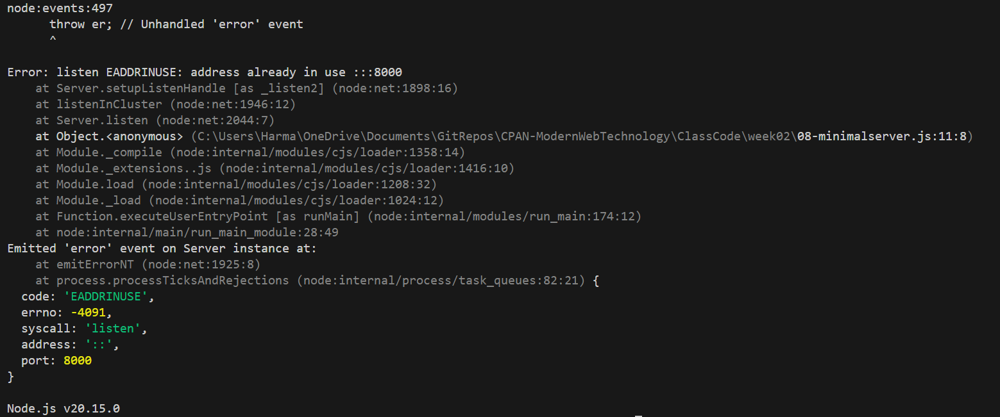 node:events:497
      throw er; // Unhandled 'error' event
      ^

Error: listen EADDRINUSE: address already in use :::8000
    at Server.setupListenHandle [as _listen2] (node:net:1898:16)
    at listenInCluster (node:net:1946:12)
    at Server.listen (node:net:2044:7)
    at Object.<anonymous> (C:\Users\Harma\OneDrive\Documents\GitRepos\CPAN-ModernWebTechnology\ClassCode\week02\08-minimalserver.js:11:8)
    at Module._compile (node:internal/modules/cjs/loader:1358:14)
    at Module._extensions..js (node:internal/modules/cjs/loader:1416:10)
    at Module.load (node:internal/modules/cjs/loader:1208:32)
    at Module._load (node:internal/modules/cjs/loader:1024:12)
    at Function.executeUserEntryPoint [as runMain] (node:internal/modules/run_main:174:12)
    at node:internal/main/run_main_module:28:49
Emitted 'error' event on Server instance at:
    at emitErrorNT (node:net:1925:8)
    at process.processTicksAndRejections (node:internal/process/task_queues:82:21) {
  code: 'EADDRINUSE',
  errno: -4091,
  syscall: 'listen',
  address: '::',
  port: 8000
}

Node.js v20.15.0